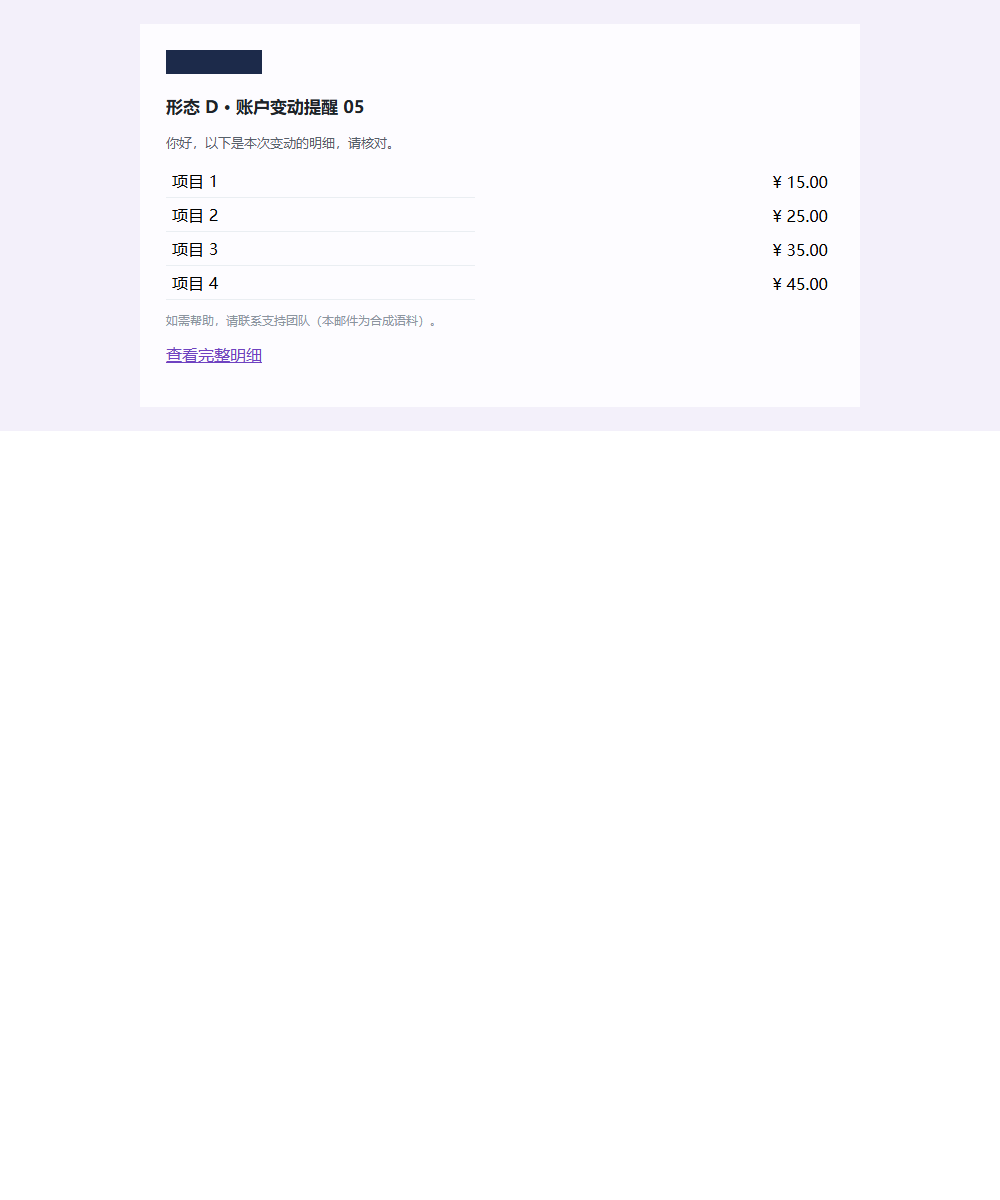 形态 D · 账户变动提醒 05
你好，以下是本次变动的明细，请核对。
项目 1 ¥ 15.00
项目 2 ¥ 25.00
项目 3 ¥ 35.00
项目 4 ¥ 45.00
如需帮助，请联系支持团队（本邮件为合成语料）。
查看完整明细